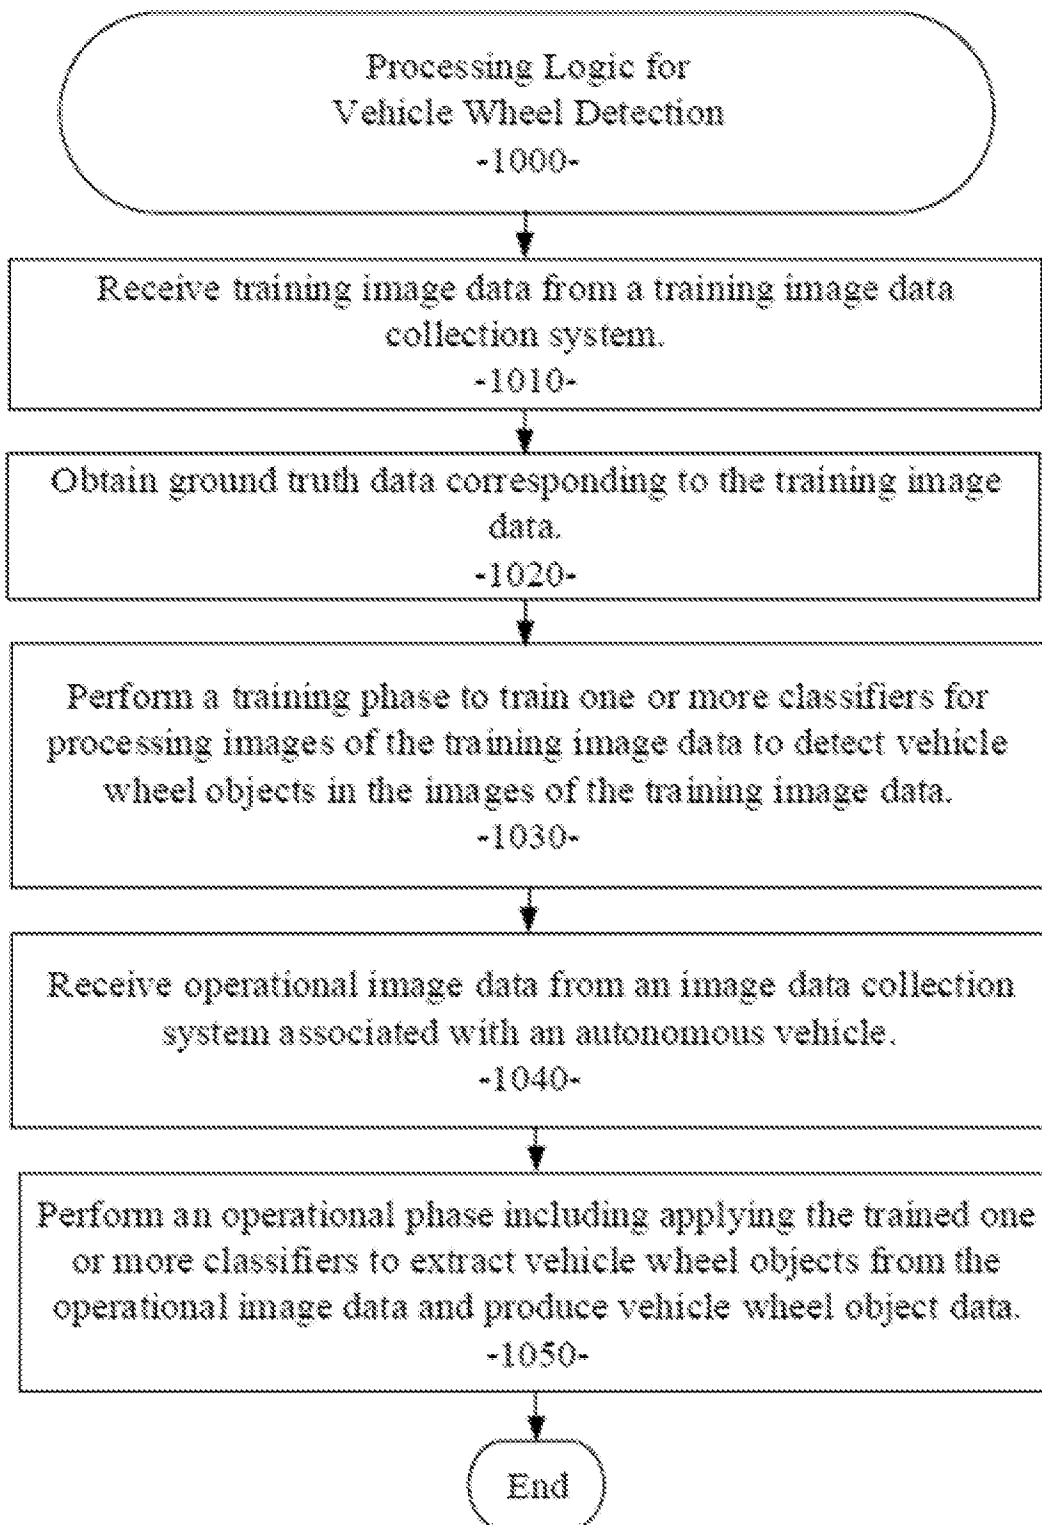 Processing Logic for
Vehicle Wheel Detection
-1000-
Receive training image data from a training image data
collection system.
-1010-
Obtain ground truth data corresponding to the training image
data.
-1020-
Perform a training phase to train one or more classifiers for
processing images of the training image data to detect vehicle
wheel objects in the images of the training image data.
-1030-
Receive operational image data from an image data collection
system associated with an autonomous vehicle.
-1040-
Perform an operational phase including applying the trained one
or more classifiers to extract vehicle wheel objects from the
operational image data and produce vehicle wheel object data.
-1050-
End